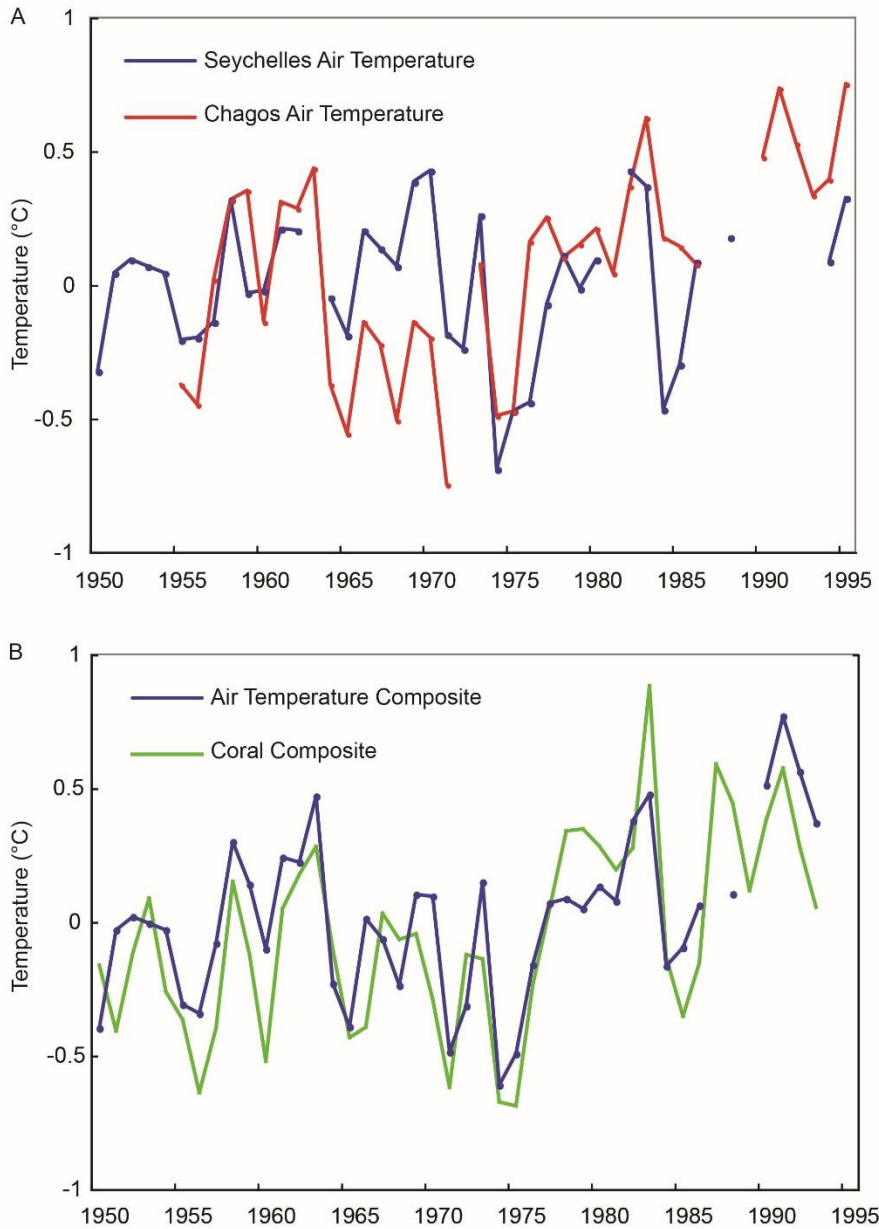 A
1
Seychelles Air Temperature
Chagos Air Temperature
0.5
0
-0.5
-1
Temperature (°C)
1950 1955 1960 1965 1970 1975 1980 1985 1990 1995
B
1
Air Temperature Composite
Coral Composite
0.5
0
-0.5
-1
Temperature (°C)
1950 1955 1960 1965 1970 1975 1980 1985 1990 1995